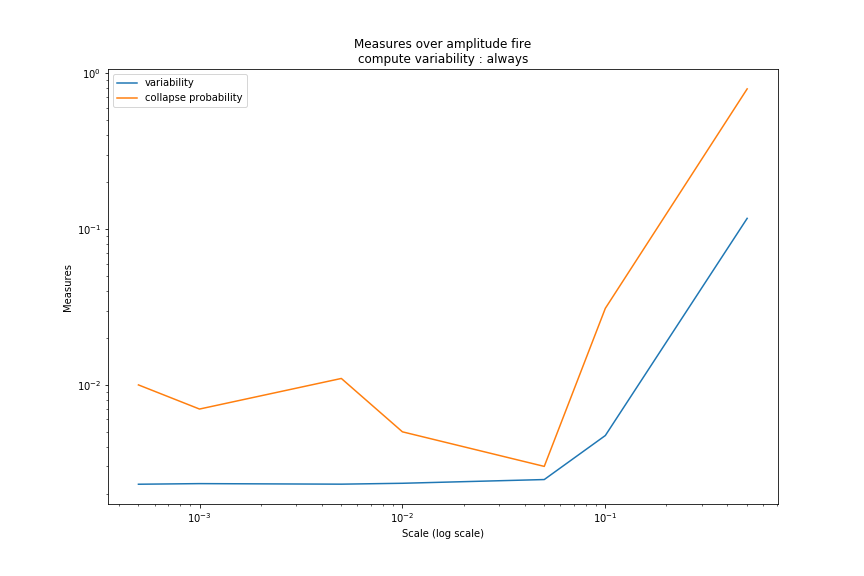 Measures over amplitude fire
compute variability : always
variability
collapse probability
10⁰
10⁻¹
10⁻²
Measures
10⁻³
10⁻²
10⁻¹
Scale (log scale)